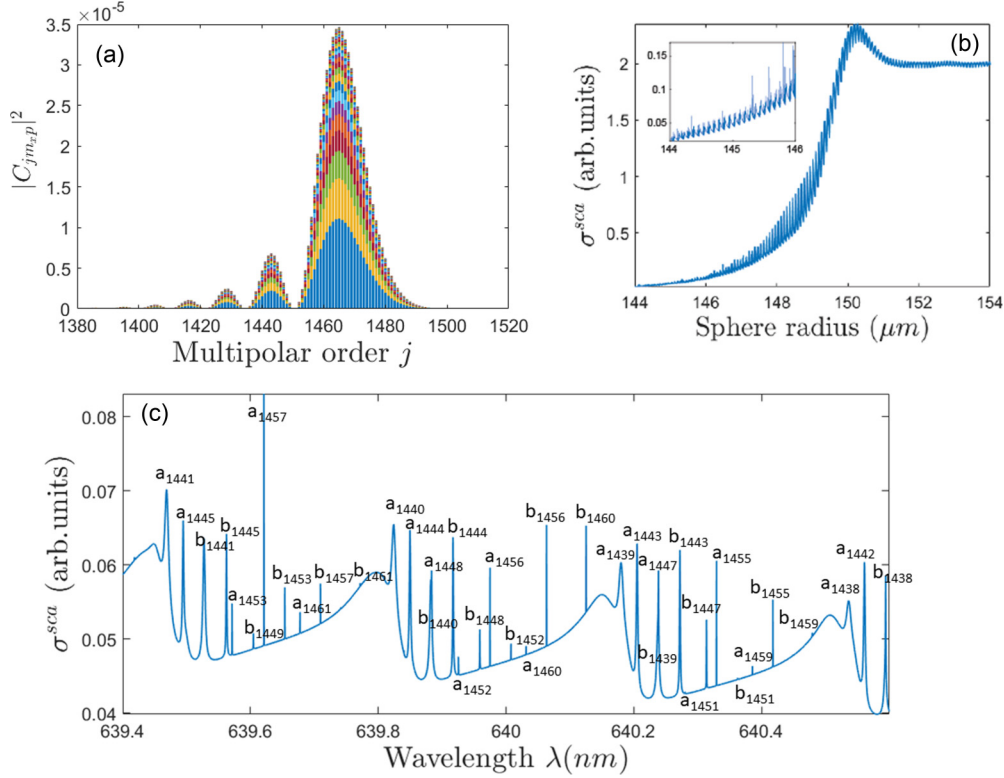 (a)
×10⁻⁵
3.5
3
2.5
2
1.5
1
0.5
0
|C_{jm_xp}|²
1380 1400 1420 1440 1460 1480 1500 1520
Multipolar order j
(b)
2
1.5
1
0.5
σ^{sca} (arb.units)
0.15
0.1
0.05
144 145 146
144 146 148 150 152 154
Sphere radius (μm)
(c)
0.08
0.07
0.06
0.05
0.04
σ^{sca} (arb.units)
a₁₄₄₁
a₁₄₄₅
b₁₄₄₁
b₁₄₄₅
a₁₄₅₃
b₁₄₄₉
a₁₄₅₇
b₁₄₅₃
a₁₄₆₁
b₁₄₅₇
b₁₄₆₁
a₁₄₄₀
a₁₄₄₄
a₁₄₄₈
b₁₄₄₀
b₁₄₄₄
a₁₄₅₂
b₁₄₄₈
a₁₄₅₆
b₁₄₅₂
a₁₄₆₀
b₁₄₅₆
b₁₄₆₀
a₁₄₃₉
a₁₄₄₃
a₁₄₄₇
b₁₄₃₉
b₁₄₄₃
a₁₄₅₁
b₁₄₄₇
a₁₄₅₅
b₁₄₅₁
a₁₄₅₉
b₁₄₅₅
b₁₄₅₉
a₁₄₃₈
a₁₄₄₂
b₁₄₃₈
639.4 639.6 639.8 640 640.2 640.4
Wavelength λ(nm)